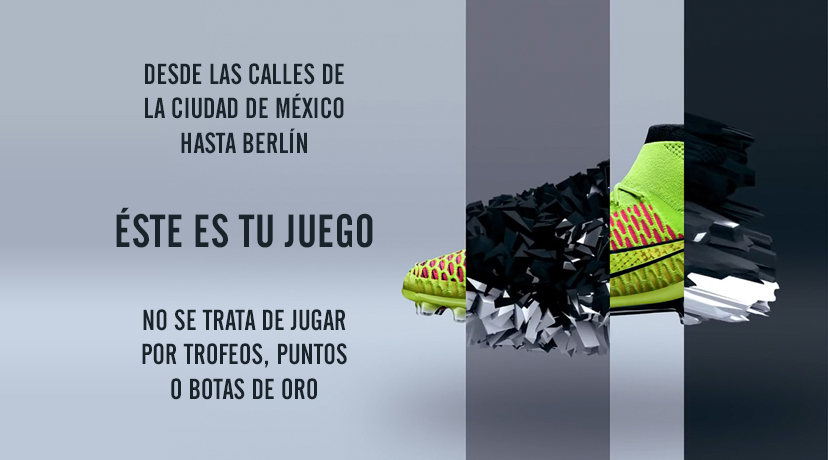 DESDE LAS CALLES DE
LA CIUDAD DE MÉXICO
HASTA BERLÍN
ÉSTE ES TU JUEGO
NO SE TRATA DE JUGAR
POR TROFEOS, PUNTOS
O BOTAS DE ORO